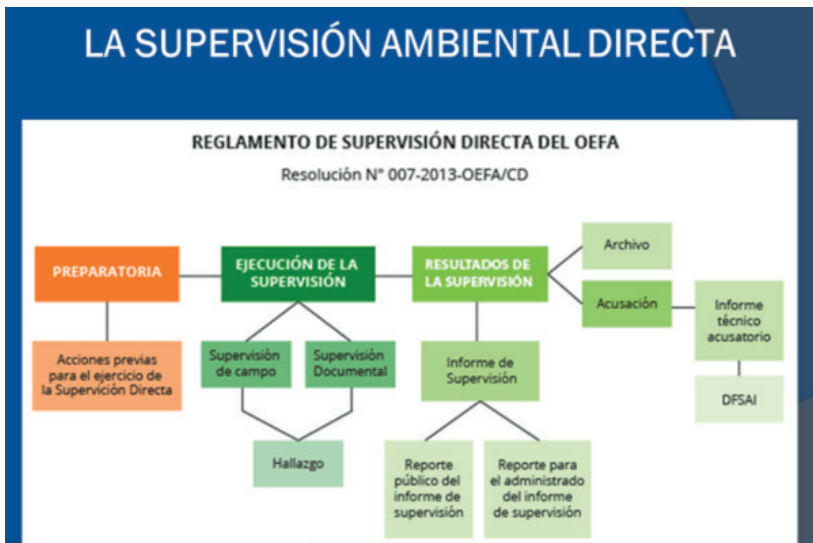 LA SUPERVISIÓN AMBIENTAL DIRECTA
REGLAMENTO DE SUPERVISIÓN DIRECTA DEL OEFA
Resolución N° 007-2013-OEFA/CD
PREPARATORIA
Acciones previas
para el ejercicio de
la Supervición Directa
EJECUCIÓN DE LA
SUPERVISIÓN
Supervisión
de campo
Supervisión
Documental
Hallazgo
RESULTADOS DE
LA SUPERVISIÓN
Informe de
Supervisión
Reporte
público del
informe de
supervisión
Reporte para
el administrado
del informe
de supervisión
Archivo
Acusación
Informe
técnico
acusatorio
DFSAI